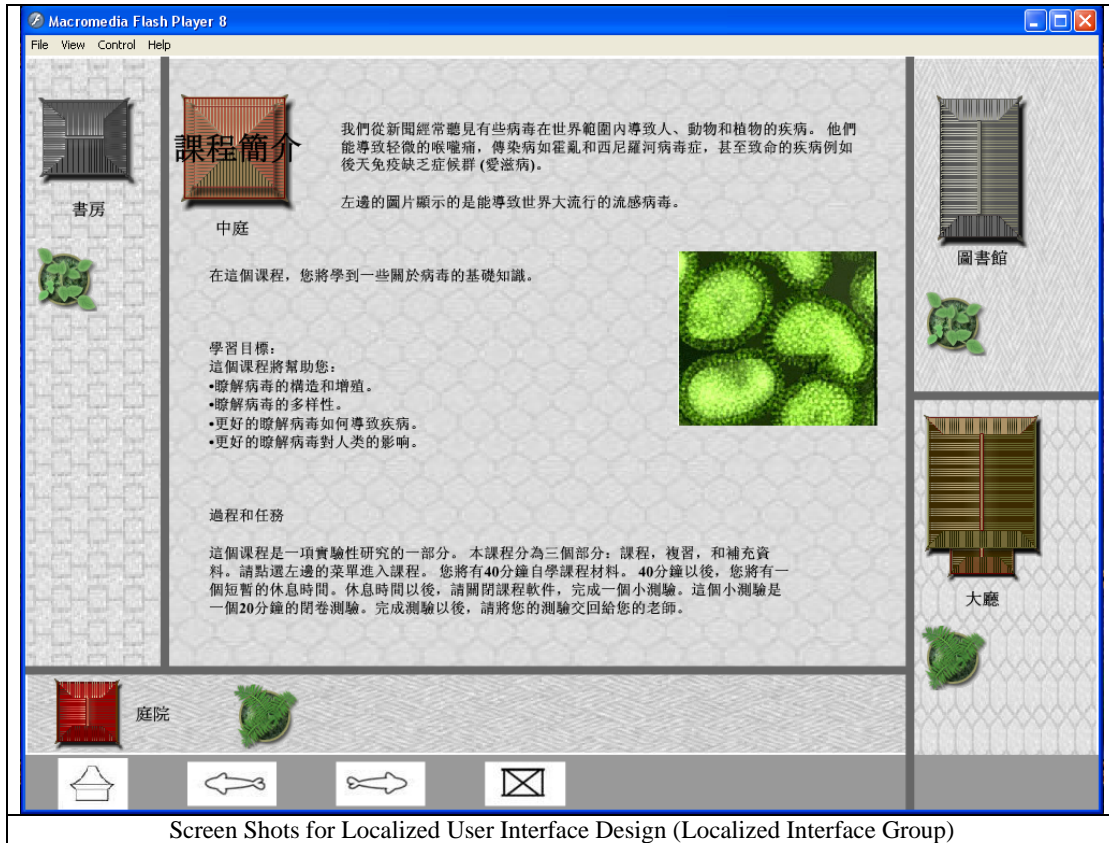 Macromedia Flash Player 8
File View Control Help
書房
課程簡介
中庭
我們從新聞經常聽見有些病毒在世界範圍內導致人、動物和植物的疾病。 他們
能導致轻微的喉嚨痛，傳染病如霍亂和西尼羅河病毒症，甚至致命的疾病例如
後天免疫缺乏症候群 (愛滋病)。
左邊的圖片顯示的是能導致世界大流行的流感病毒。
在這個课程，您將學到一些關於病毒的基礎知識。
學習目標：
這個课程將幫助您：
•瞭解病毒的構造和增殖。
•瞭解病毒的多样性。
•更好的瞭解病毒如何導致疾病。
•更好的瞭解病毒對人类的影响。
過程和任務
這個课程是一項實驗性研究的一部分。 本課程分為三個部分：課程，複習，和補充資
料。請點選左邊的菜單進入課程。 您將有40分鐘自學課程材料。 40分鐘以後，您將有一
個短暫的休息時間。休息時間以後，請關閉課程軟件，完成一個小測驗。這個小測驗是
一個20分鐘的閉卷測驗。完成測驗以後，請將您的測驗交回給您的老師。
圖書館
大廳
庭院
Screen Shots for Localized User Interface Design (Localized Interface Group)